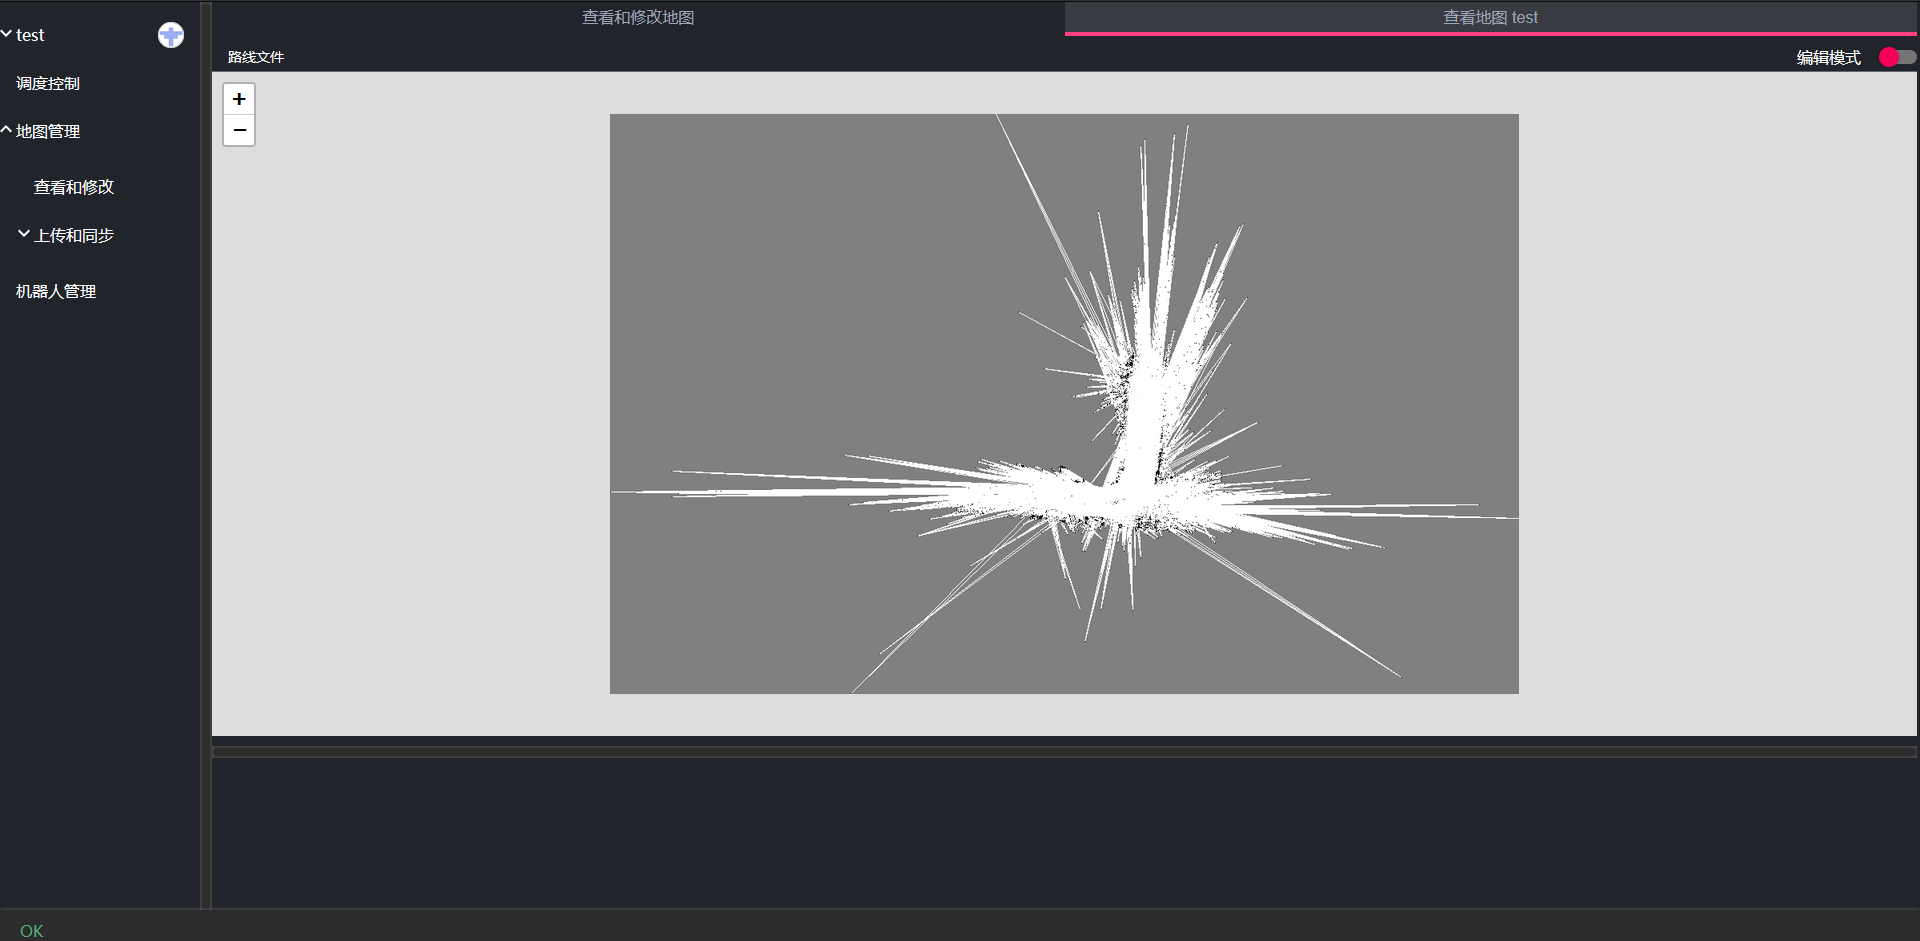 test
调度控制
地图管理
查看和修改
上传和同步
机器人管理
查看和修改地图
查看地图 test
路线文件
编辑模式
+
−
OK